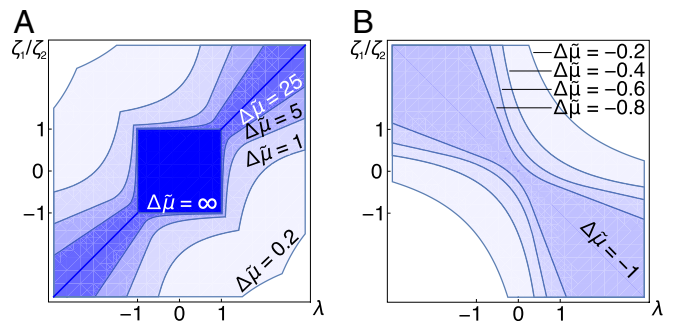 A
ζ₁/ζ₂
1
0
−1
−1
0
1
λ
Δμ̃ = 25
Δμ̃ = 5
Δμ̃ = 1
Δμ̃ = ∞
Δμ̃ = 0.2
B
ζ₁/ζ₂
1
0
−1
−1
0
1
λ
Δμ̃ = −0.2
Δμ̃ = −0.4
Δμ̃ = −0.6
Δμ̃ = −0.8
Δμ̃ = −1